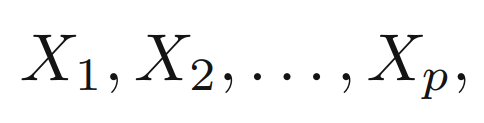 X₁, X₂, . . . , Xₚ,